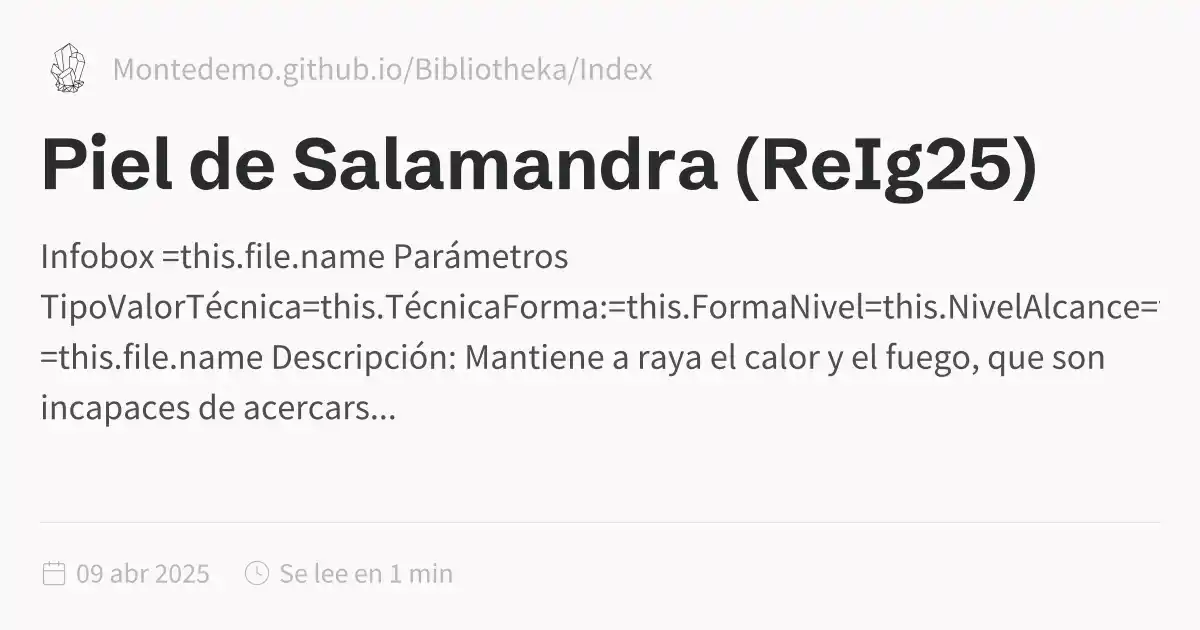 Montedemo.github.io/Bibliotheka/Index
Piel de Salamandra (ReIg25)
Infobox =this.file.name Parámetros
TipoValorTécnica=this.TécnicaForma:=this.FormaNivel=this.NivelAlcance=
=this.file.name Descripción: Mantiene a raya el calor y el fuego, que son
incapaces de acercars...
09 abr 2025 Se lee en 1 min